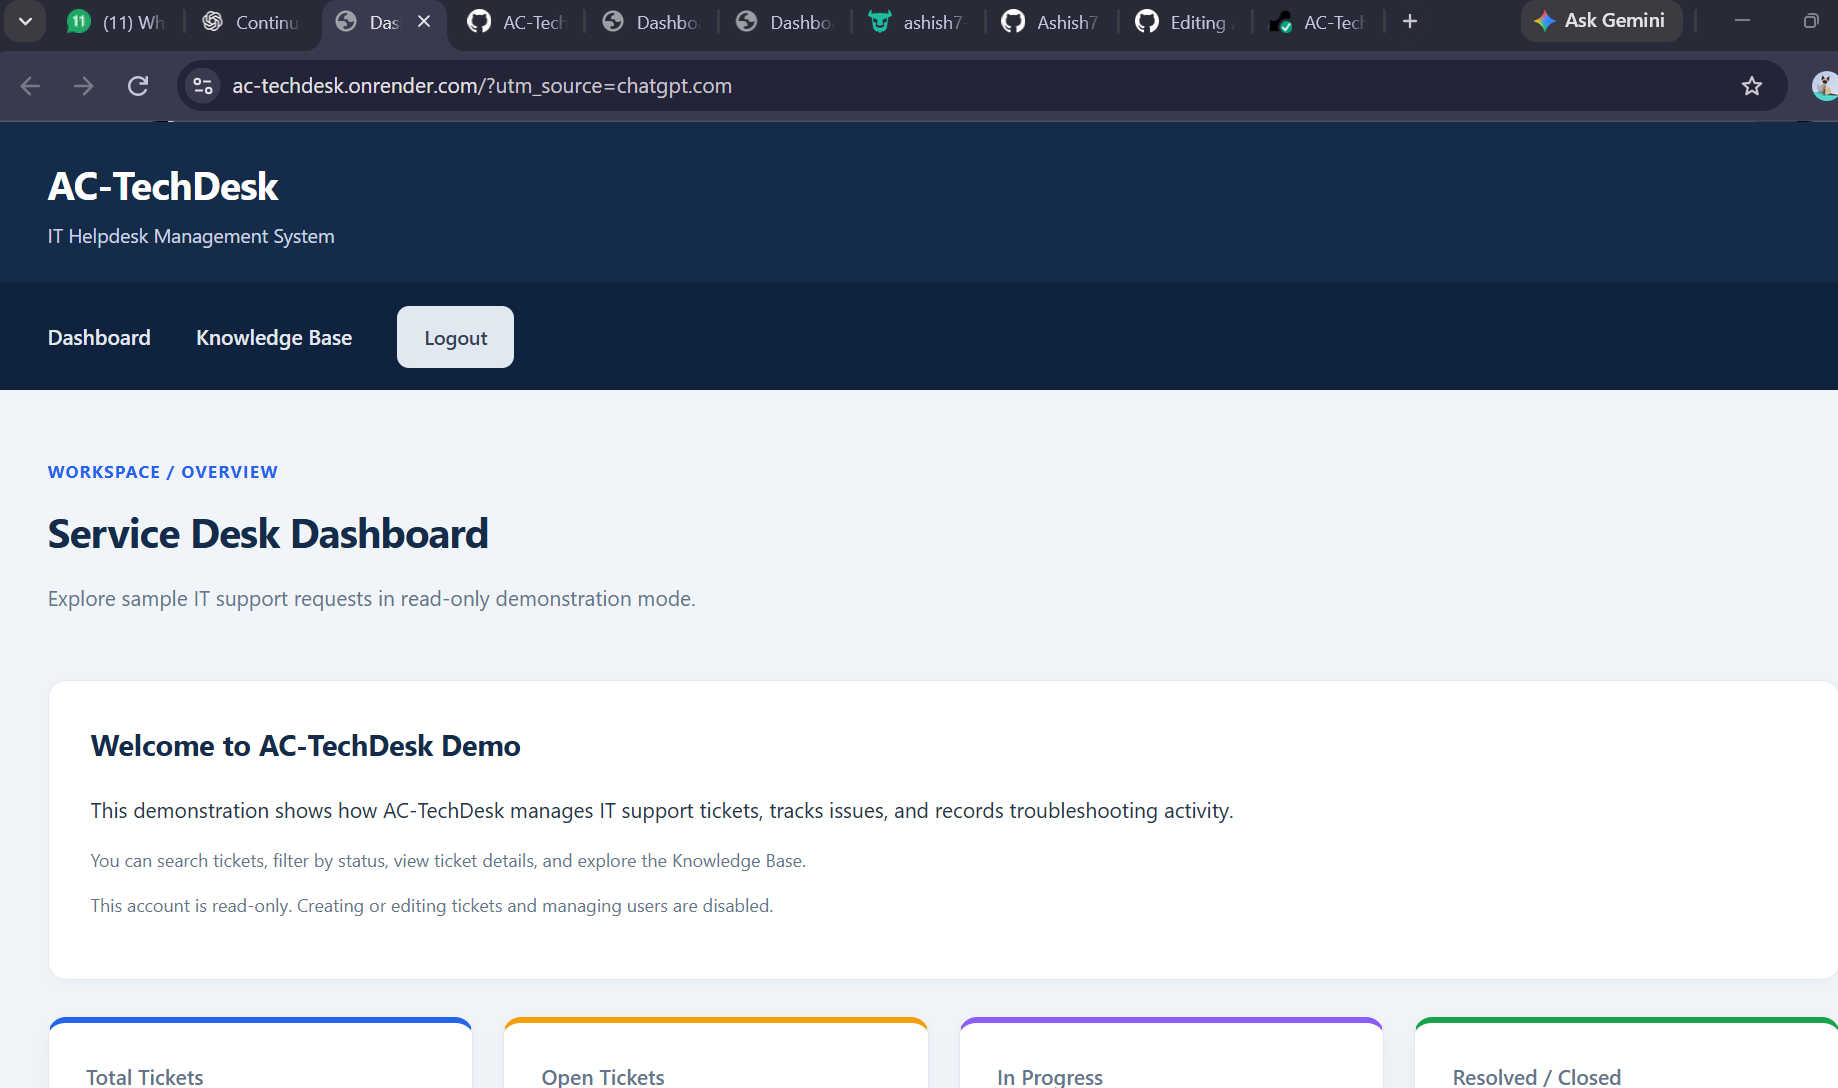 11 (11) Wh Continu Das AC-Tech Dashbo Dashbo ashish7 Ashish7 Editing AC-Tech Ask Gemini
ac-techdesk.onrender.com/?utm_source=chatgpt.com
AC-TechDesk
IT Helpdesk Management System
Dashboard Knowledge Base Logout
WORKSPACE / OVERVIEW
Service Desk Dashboard
Explore sample IT support requests in read-only demonstration mode.
Welcome to AC-TechDesk Demo
This demonstration shows how AC-TechDesk manages IT support tickets, tracks issues, and records troubleshooting activity.
You can search tickets, filter by status, view ticket details, and explore the Knowledge Base.
This account is read-only. Creating or editing tickets and managing users are disabled.
Total Tickets Open Tickets In Progress Resolved / Closed